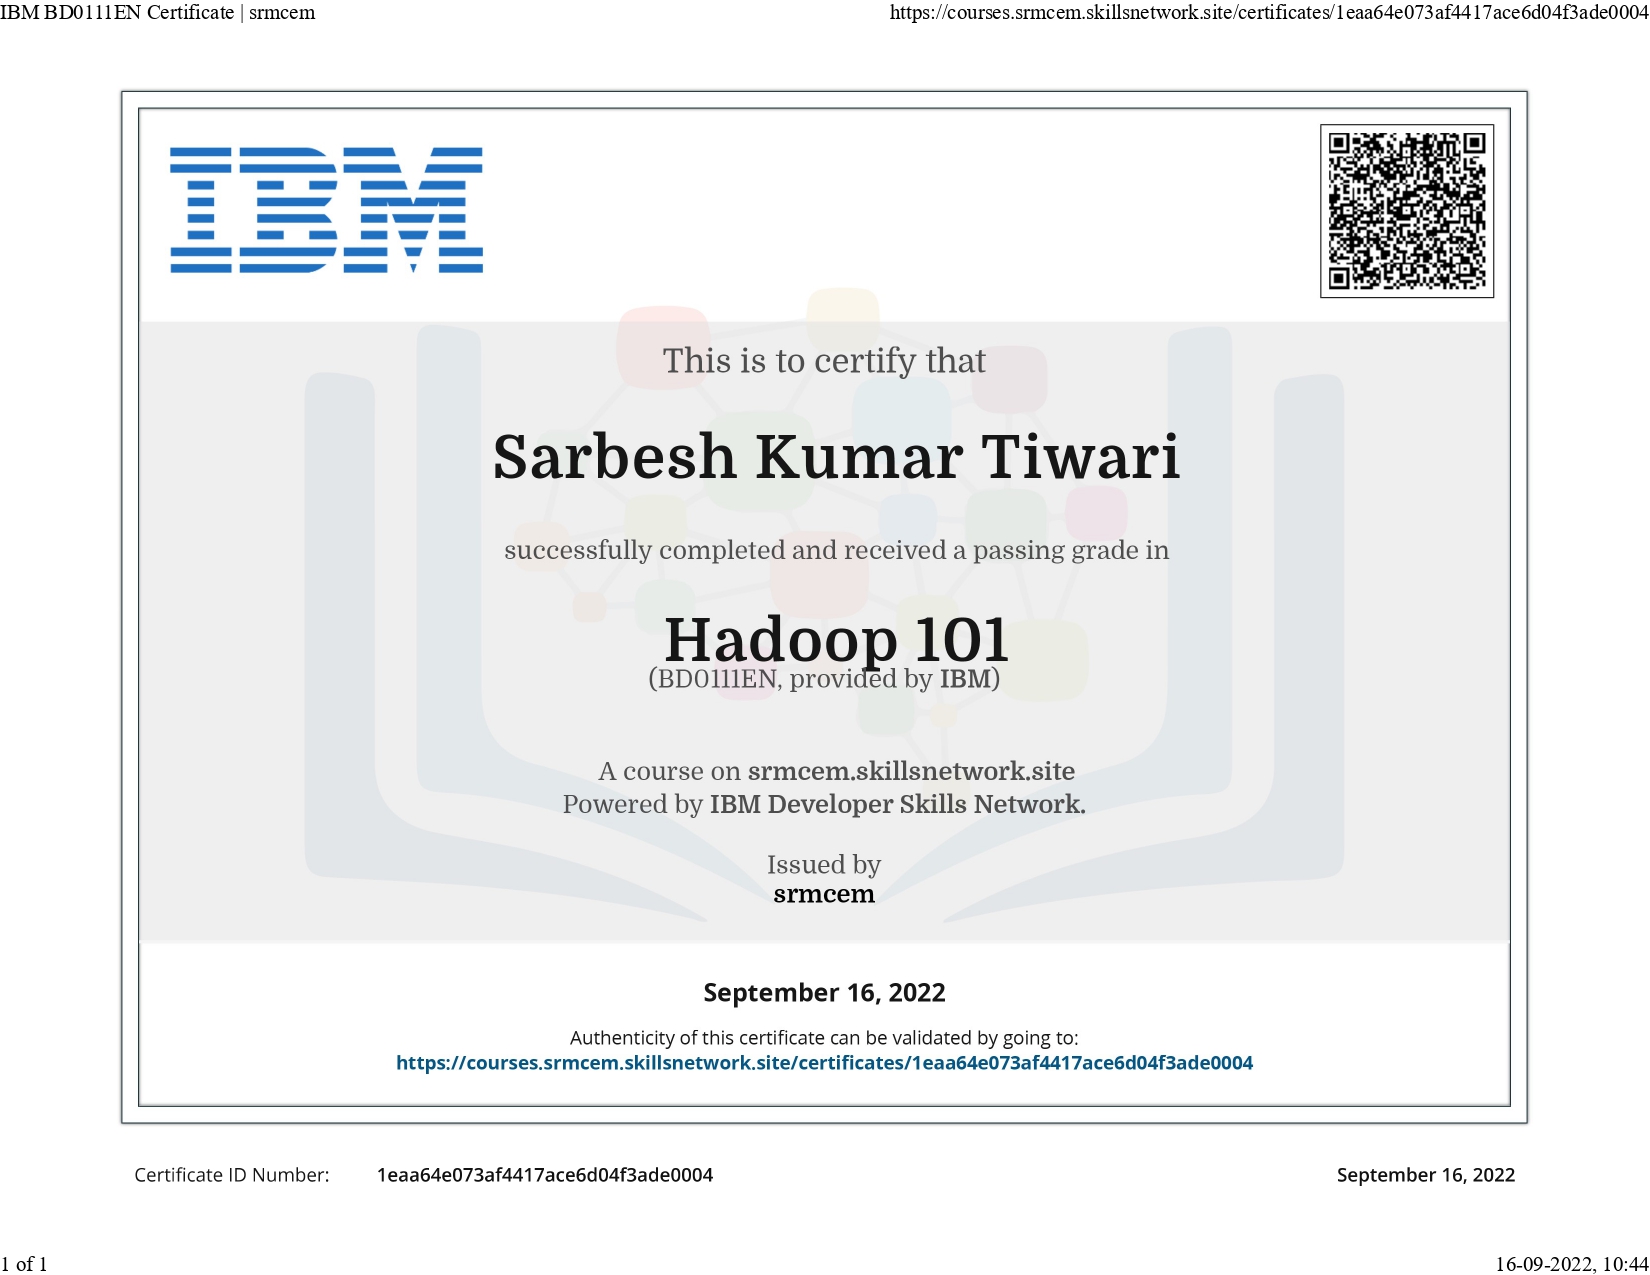 IBM BD0111EN Certificate | srmcem
https://courses.srmcem.skillsnetwork.site/certificates/1eaa64e073af4417ace6d04f3ade0004
IBM
This is to certify that
Sarbesh Kumar Tiwari
successfully completed and received a passing grade in
Hadoop 101
(BD0111EN, provided by IBM)
A course on srmcem.skillsnetwork.site
Powered by IBM Developer Skills Network.
Issued by
srmcem
September 16, 2022
Authenticity of this certificate can be validated by going to:
https://courses.srmcem.skillsnetwork.site/certificates/1eaa64e073af4417ace6d04f3ade0004
Certificate ID Number: 1eaa64e073af4417ace6d04f3ade0004
September 16, 2022
1 of 1
16-09-2022, 10:44